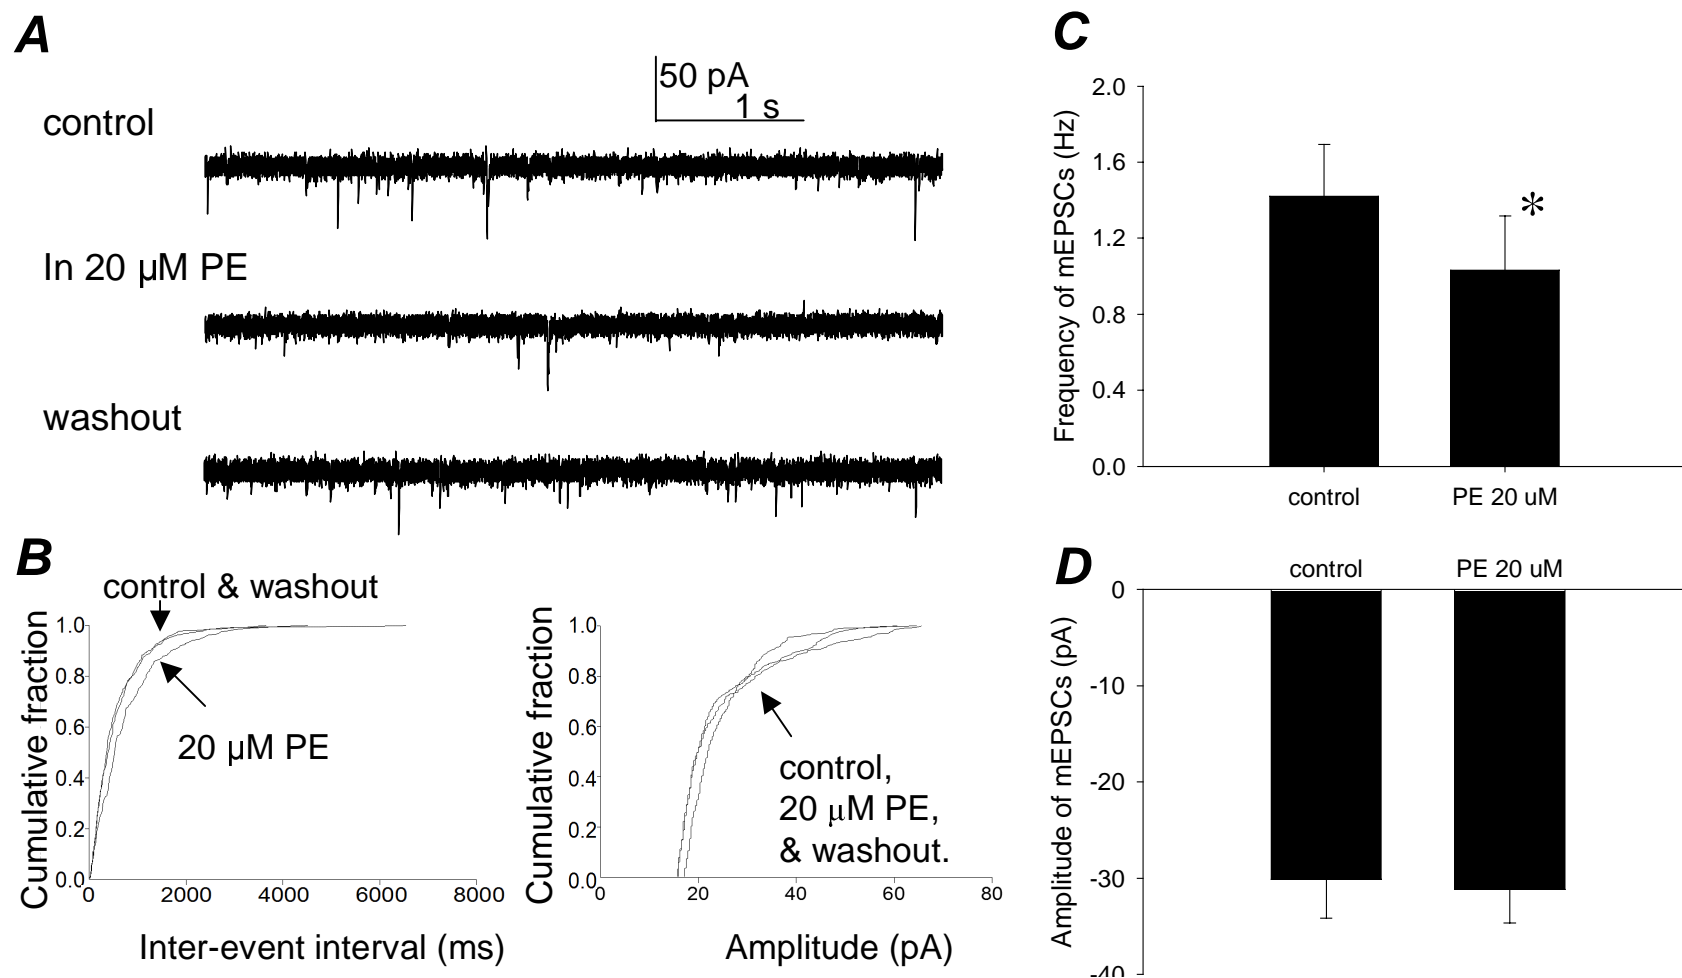 A
50 pA
1 s
control
In 20 µM PE
washout
B
control & washout
Cumulative fraction
1.0
0.8
0.6
0.4
0.2
0.0
20 µM PE
0 2000 4000 6000 8000
Inter-event interval (ms)
Cumulative fraction
1.0
0.8
0.6
0.4
0.2
0.0
control,
20 µM PE,
& washout.
0 20 40 60 80
Amplitude (pA)
C
Frequency of mEPSCs (Hz)
2.0
1.6
1.2
0.8
0.4
0.0
*
control PE 20 uM
D
control PE 20 uM
Amplitude of mEPSCs (pA)
0
-10
-20
-30
-40